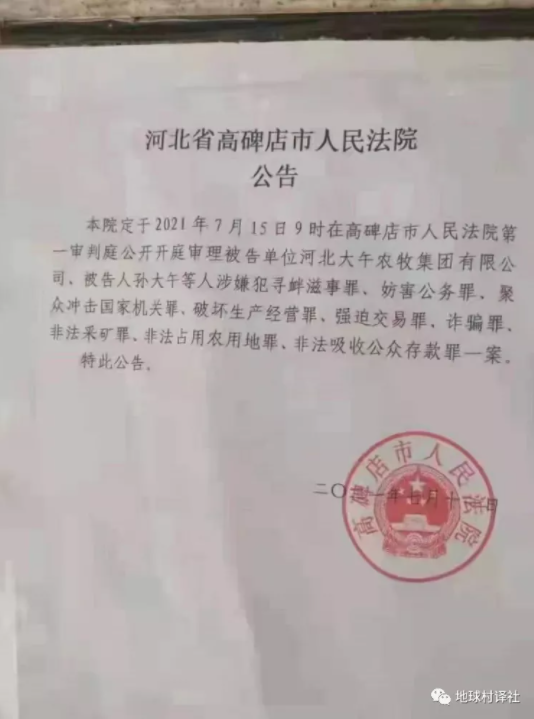 河北省高碑店市人民法院
公告
本院定于2021年7月15日9时在高碑店市人民法院第
一审判庭公开开庭审理被告单位河北大午农牧集团有限公
司、被告人孙大午等人涉嫌犯寻衅滋事罪、妨害公务罪、聚
众冲击国家机关罪、破坏生产经营罪、强迫交易罪、诈骗罪、
非法采矿罪、非法占用农用地罪、非法吸收公众存款罪一案。
特此公告。
二〇二一年七月十 日
高碑店市人民法院
地球村译社